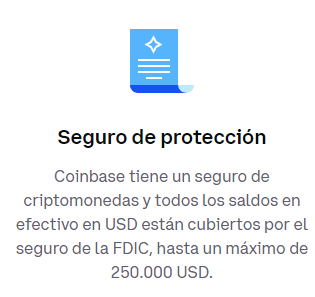 Seguro de protección
Coinbase tiene un seguro de
criptomonedas y todos los saldos en
efectivo en USD están cubiertos por el
seguro de la FDIC, hasta un máximo de
250.000 USD.